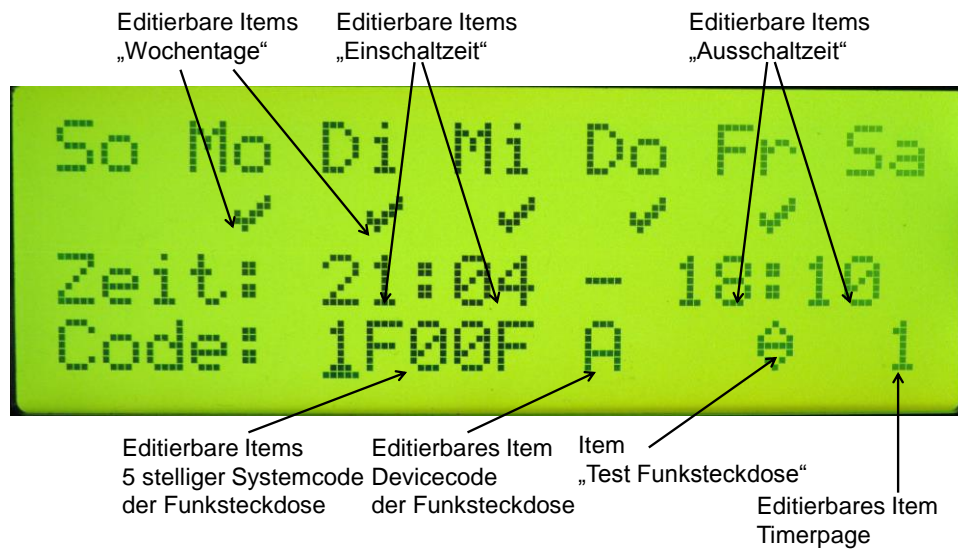 Editierbare Items
„Wochentage“
Editierbare Items
„Einschaltzeit“
Editierbare Items
„Ausschaltzeit“
So Mo Di Mi Do Fr Sa
✓ ✓ ✓ ✓ ✓
Zeit: 21:04 – 18:10
Code: 1F00F A 1
Editierbare Items
5 stelliger Systemcode
der Funksteckdose
Editierbares Item
Devicecode
der Funksteckdose
Item
„Test Funksteckdose“
Editierbares Item
Timerpage